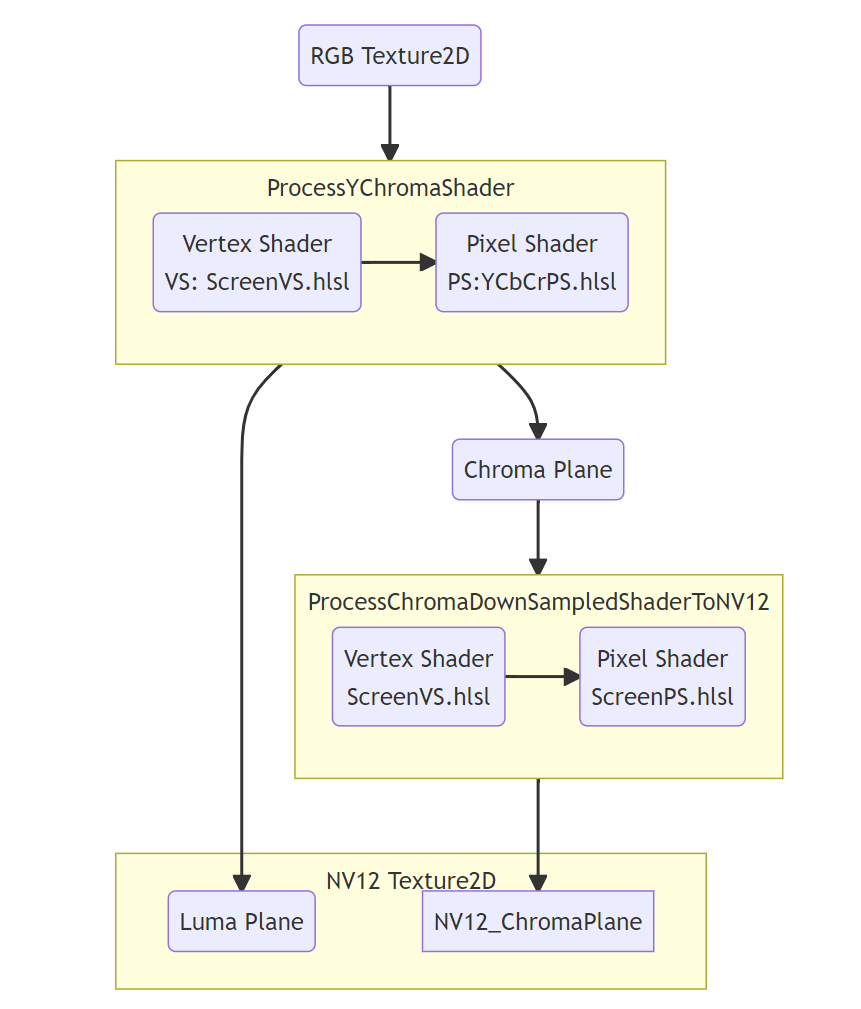 RGB Texture2D
ProcessYChromaShader
Vertex Shader
VS: ScreenVS.hlsl
Pixel Shader
PS:YCbCrPS.hlsl
Chroma Plane
ProcessChromaDownSampledShaderToNV12
Vertex Shader
ScreenVS.hlsl
Pixel Shader
ScreenPS.hlsl
NV12 Texture2D
Luma Plane
NV12_ChromaPlane